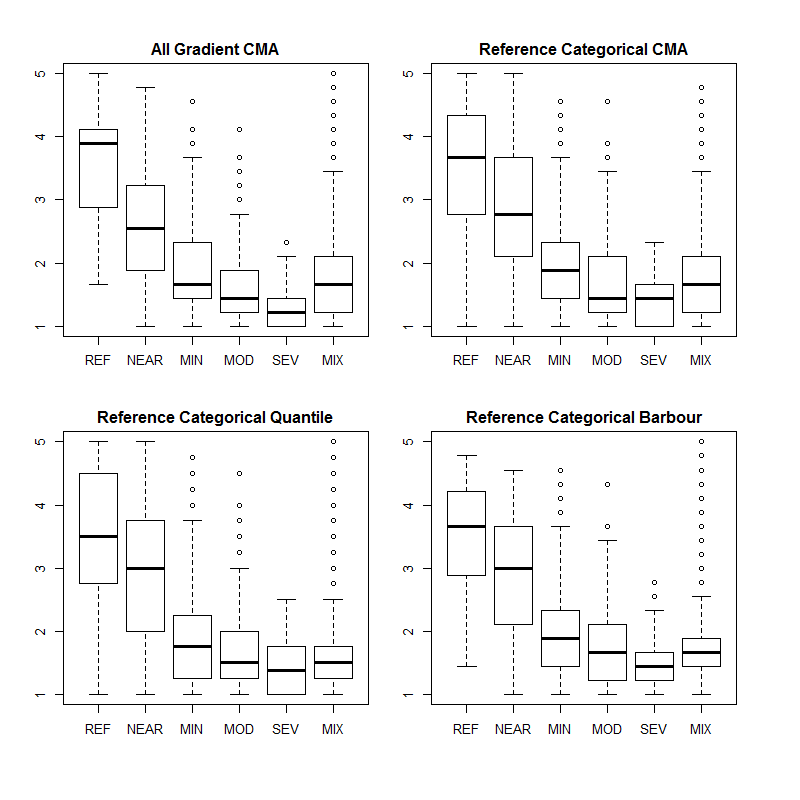 All Gradient CMA
5
4
3
2
1
REF NEAR MIN MOD SEV MIX
Reference Categorical CMA
5
4
3
2
1
REF NEAR MIN MOD SEV MIX
Reference Categorical Quantile
5
4
3
2
1
REF NEAR MIN MOD SEV MIX
Reference Categorical Barbour
5
4
3
2
1
REF NEAR MIN MOD SEV MIX